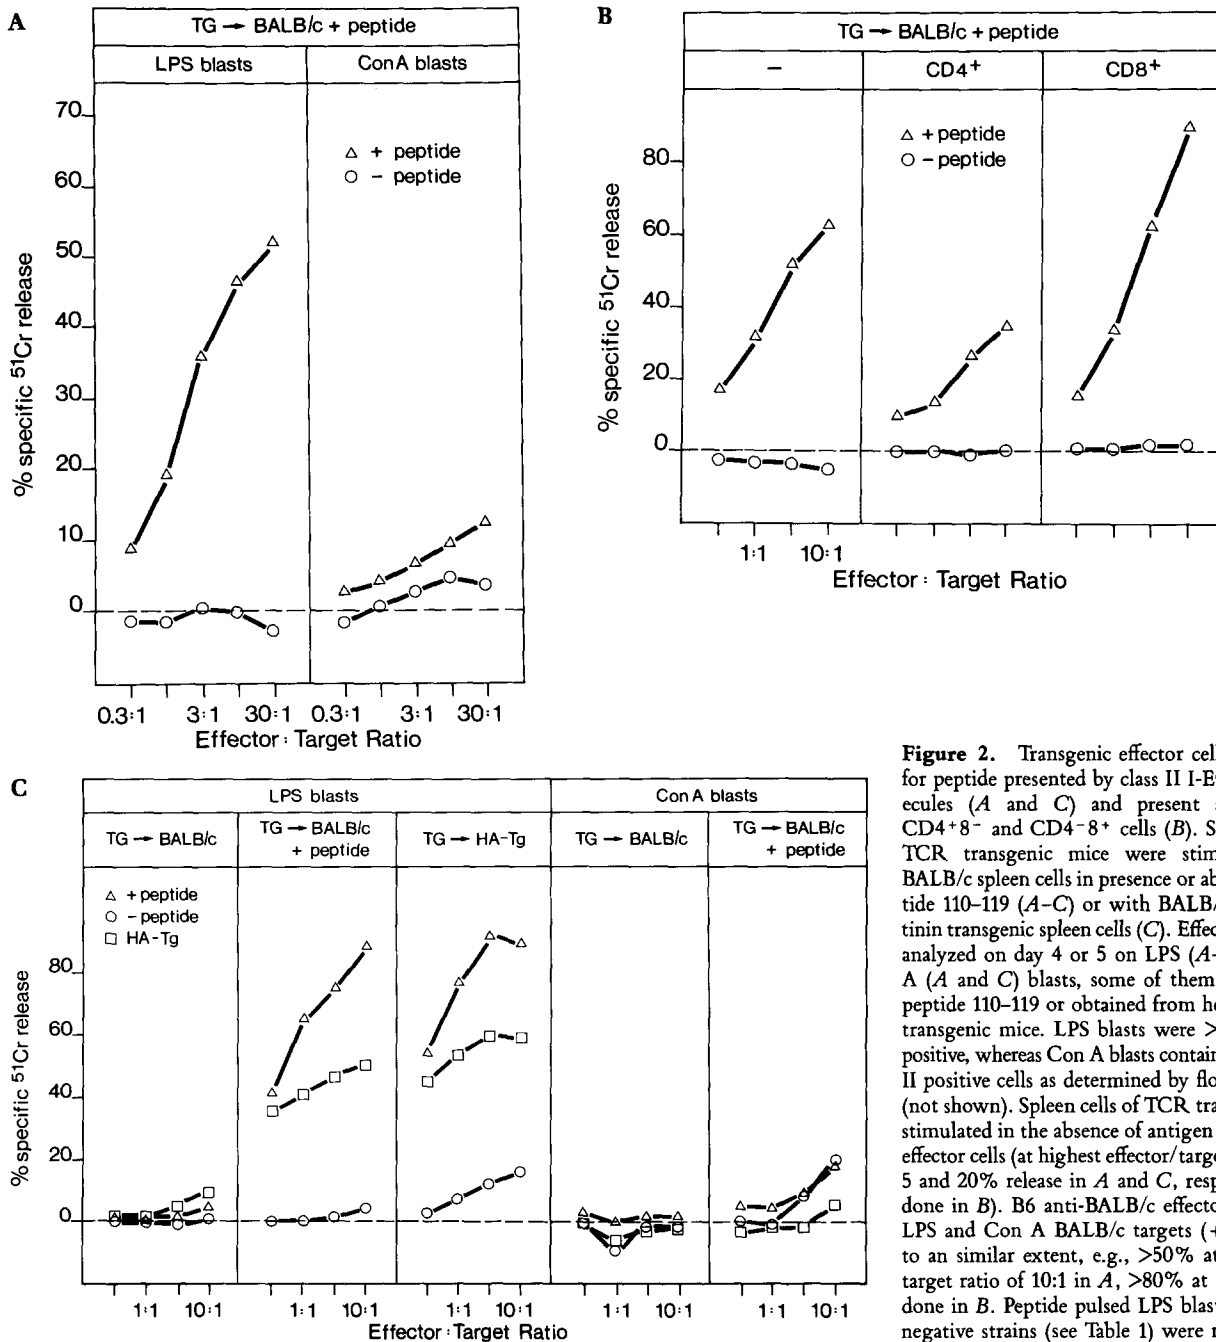 A
TG → BALB/c + peptide
LPS blasts
ConA blasts
△ + peptide
○ - peptide
70
60
50
40
30
20
10
0
% specific ⁵¹Cr release
0.3:1 3:1 30:1
0.3:1 3:1 30:1
Effector : Target Ratio
B
TG → BALB/c + peptide
–
CD4⁺
CD8⁺
△ + peptide
○ - peptide
80
60
40
20
0
% specific ⁵¹Cr release
1:1 10:1
Effector : Target Ratio
C
LPS blasts
Con A blasts
TG → BALB/c
TG → BALB/c
+ peptide
TG → HA-Tg
TG → BALB/c
TG → BALB/c
+ peptide
△ + peptide
○ - peptide
□ HA-Tg
80
60
40
20
0
% specific ⁵¹Cr release
1:1 10:1
1:1 10:1
1:1 10:1
1:1 10:1
1:1 10:1
Effector : Target Ratio
Figure 2. Transgenic effector cel
for peptide presented by class II I-E
ecules (A and C) and present
CD4⁺8⁻ and CD4⁻8⁺ cells (B). S
TCR transgenic mice were stim
BALB/c spleen cells in presence or ab
tide 110–119 (A–C) or with BALB/
tinin transgenic spleen cells (C). Effec
analyzed on day 4 or 5 on LPS (A-
A (A and C) blasts, some of them
peptide 110–119 or obtained from he
transgenic mice. LPS blasts were >
positive, whereas Con A blasts contain
II positive cells as determined by flo
(not shown). Spleen cells of TCR tra
stimulated in the absence of antigen
effector cells (at highest effector/targe
5 and 20% release in A and C, resp
done in B). B6 anti-BALB/c effecto
LPS and Con A BALB/c targets (+
to an similar extent, e.g., >50% at
target ratio of 10:1 in A, >80% at
done in B. Peptide pulsed LPS blas
negative strains (see Table 1) were n